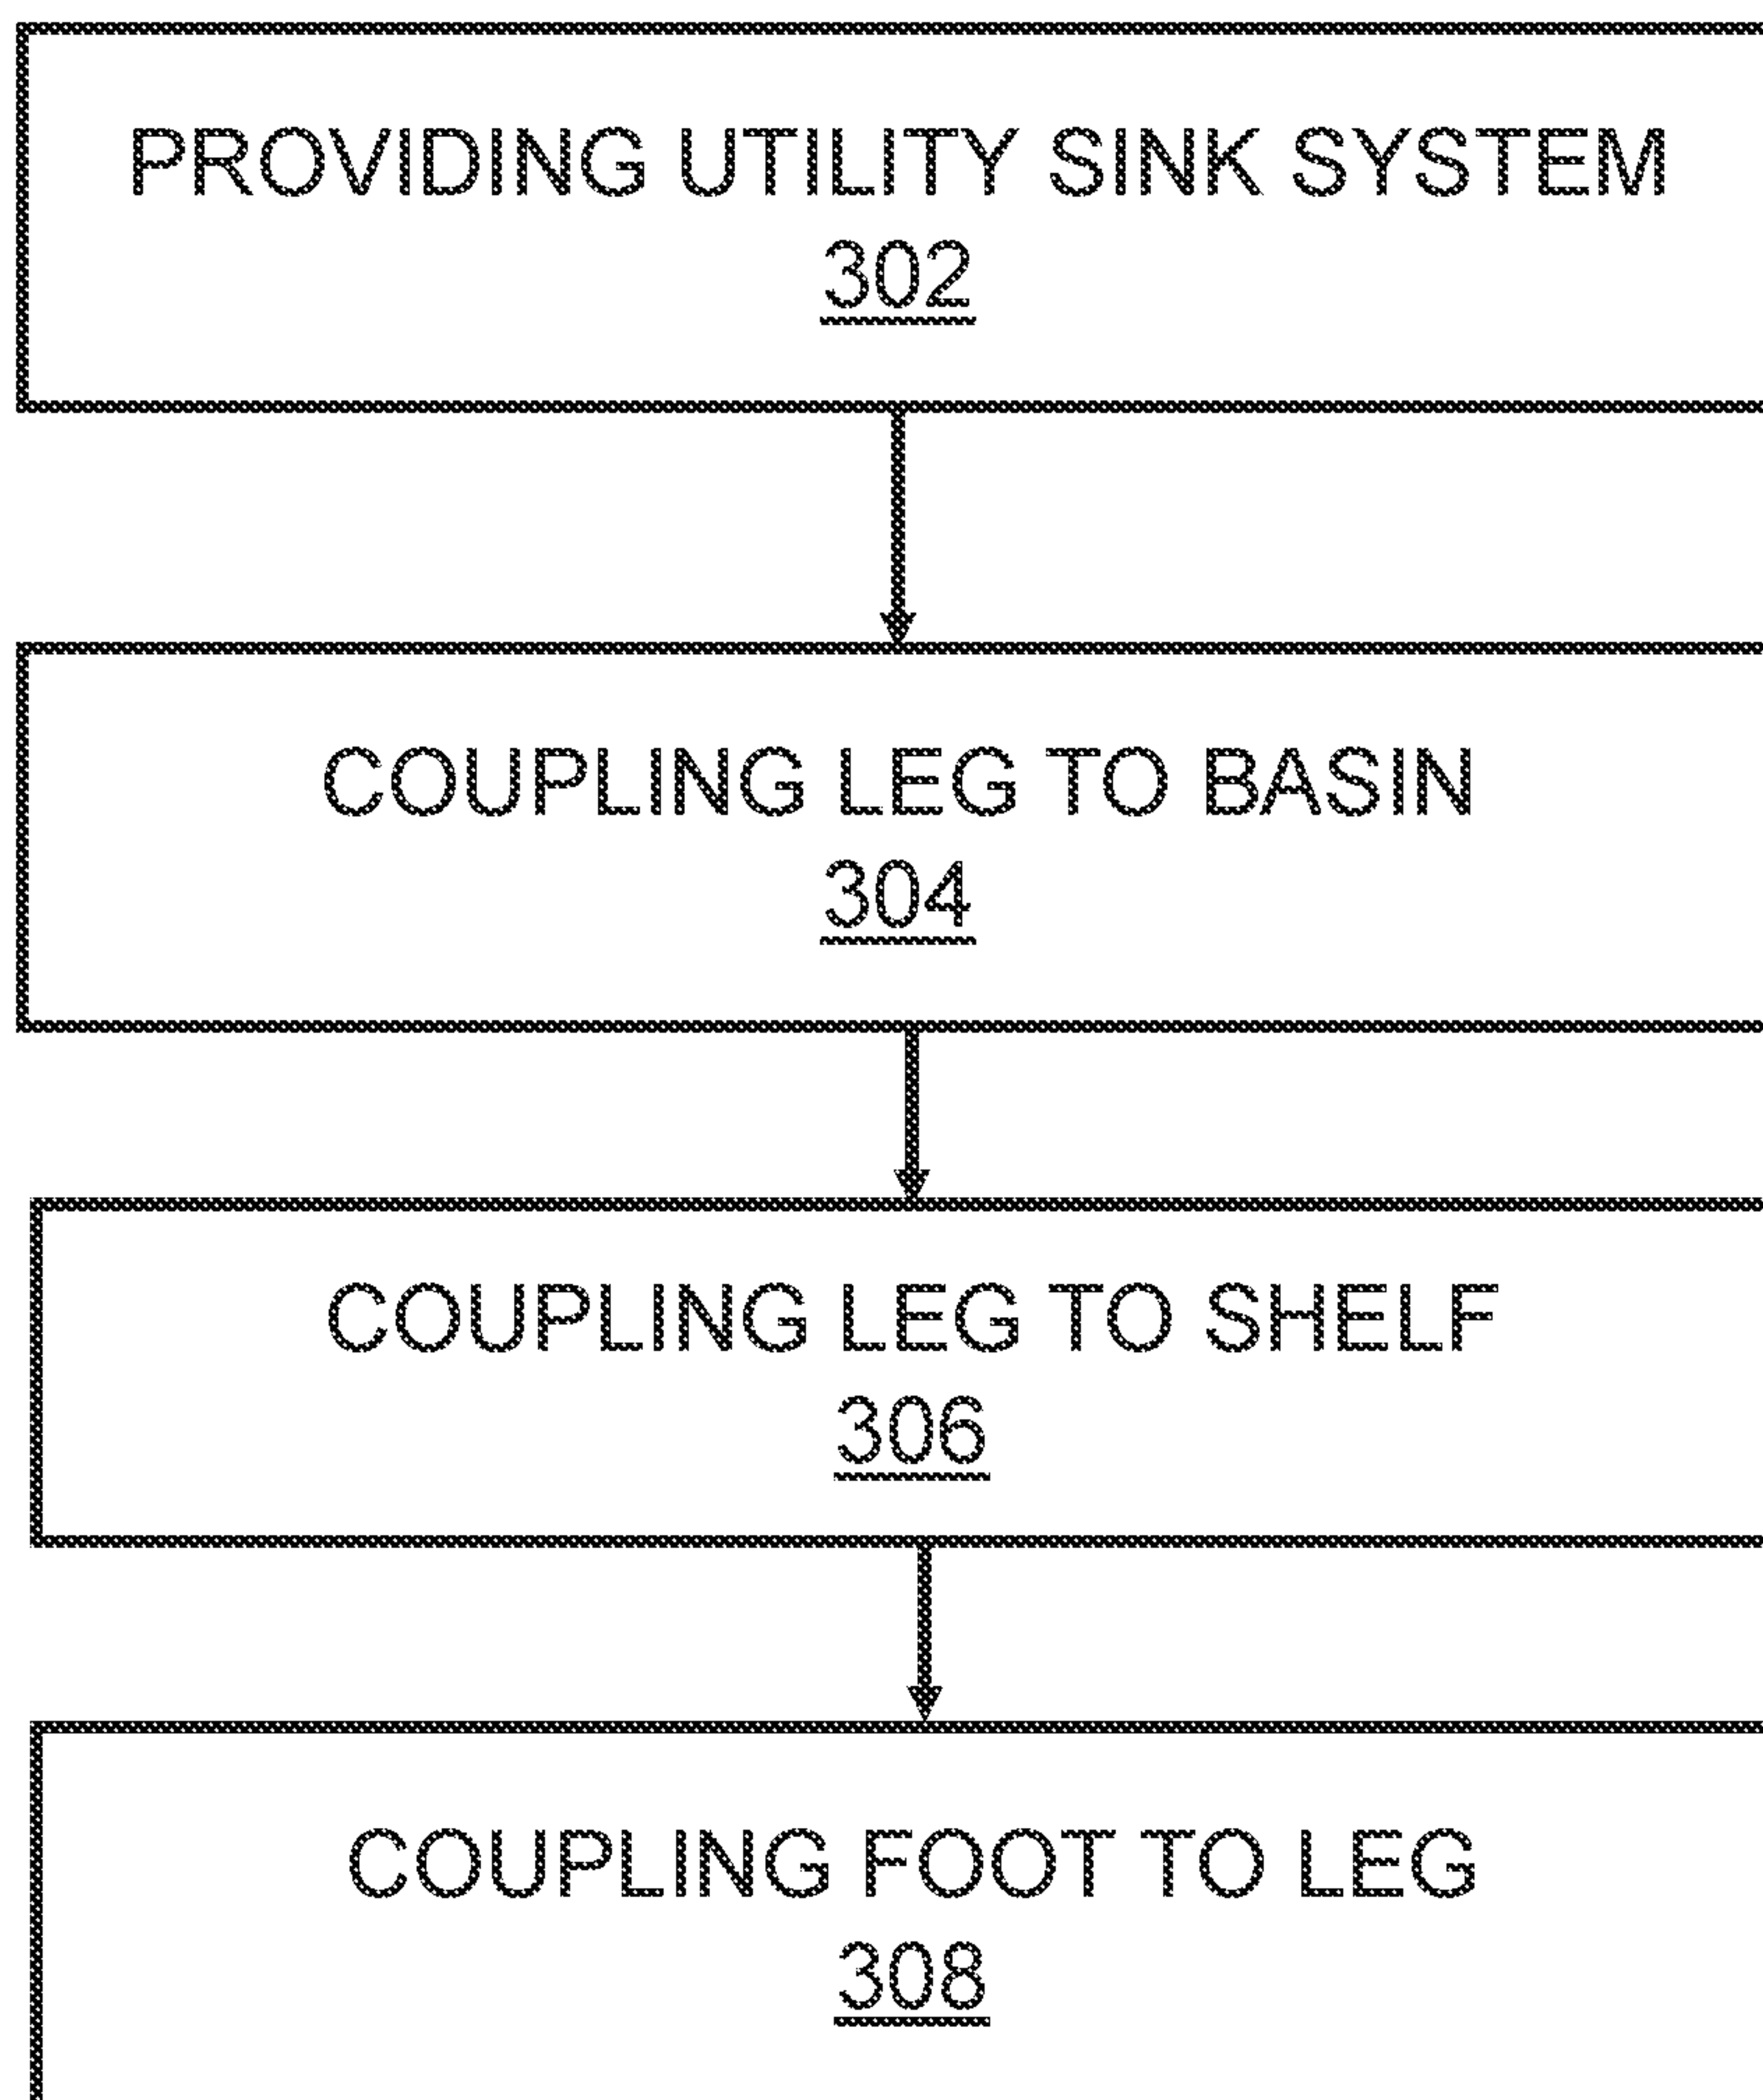 PROVIDING UTILITY SINK SYSTEM
302
COUPLING LEG TO BASIN
304
COUPLING LEG TO SHELF
306
COUPLING FOOT TO LEG
308